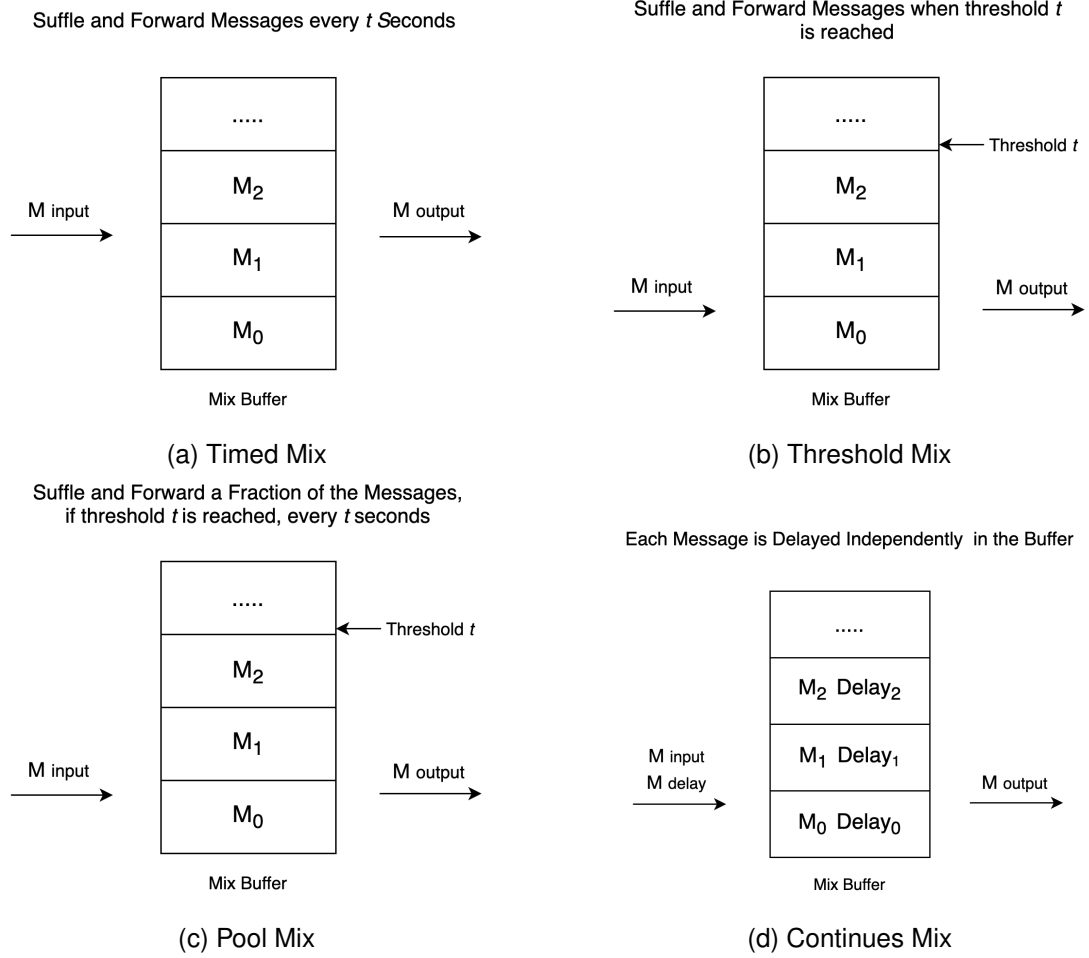 Suffle and Forward Messages every t Seconds
.....
M2
M1
M0
M input
M output
Mix Buffer
(a) Timed Mix
Suffle and Forward Messages when threshold t
is reached
.....
Threshold t
M2
M1
M0
M input
M output
Mix Buffer
(b) Threshold Mix
Suffle and Forward a Fraction of the Messages,
if threshold t is reached, every t seconds
.....
Threshold t
M2
M1
M0
M input
M output
Mix Buffer
(c) Pool Mix
Each Message is Delayed Independently in the Buffer
.....
M2 Delay2
M1 Delay1
M0 Delay0
M input
M delay
M output
Mix Buffer
(d) Continues Mix